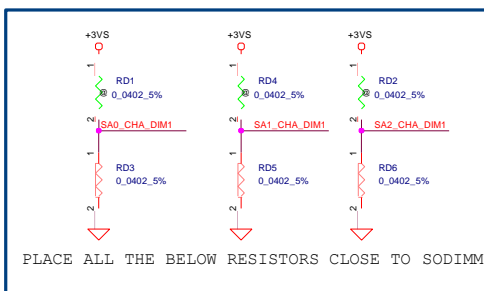 +3VS +3VS +3VS
1 1 1
RD1 RD4 RD2
@ @ @
0_0402_5% 0_0402_5% 0_0402_5%
2 2 2
SA0_CHA_DIM1 SA1_CHA_DIM1 SA2_CHA_DIM1
1 1 1
RD3 RD5 RD6
0_0402_5% 0_0402_5% 0_0402_5%
2 2 2
PLACE ALL THE BELOW RESISTORS CLOSE TO SODIMM